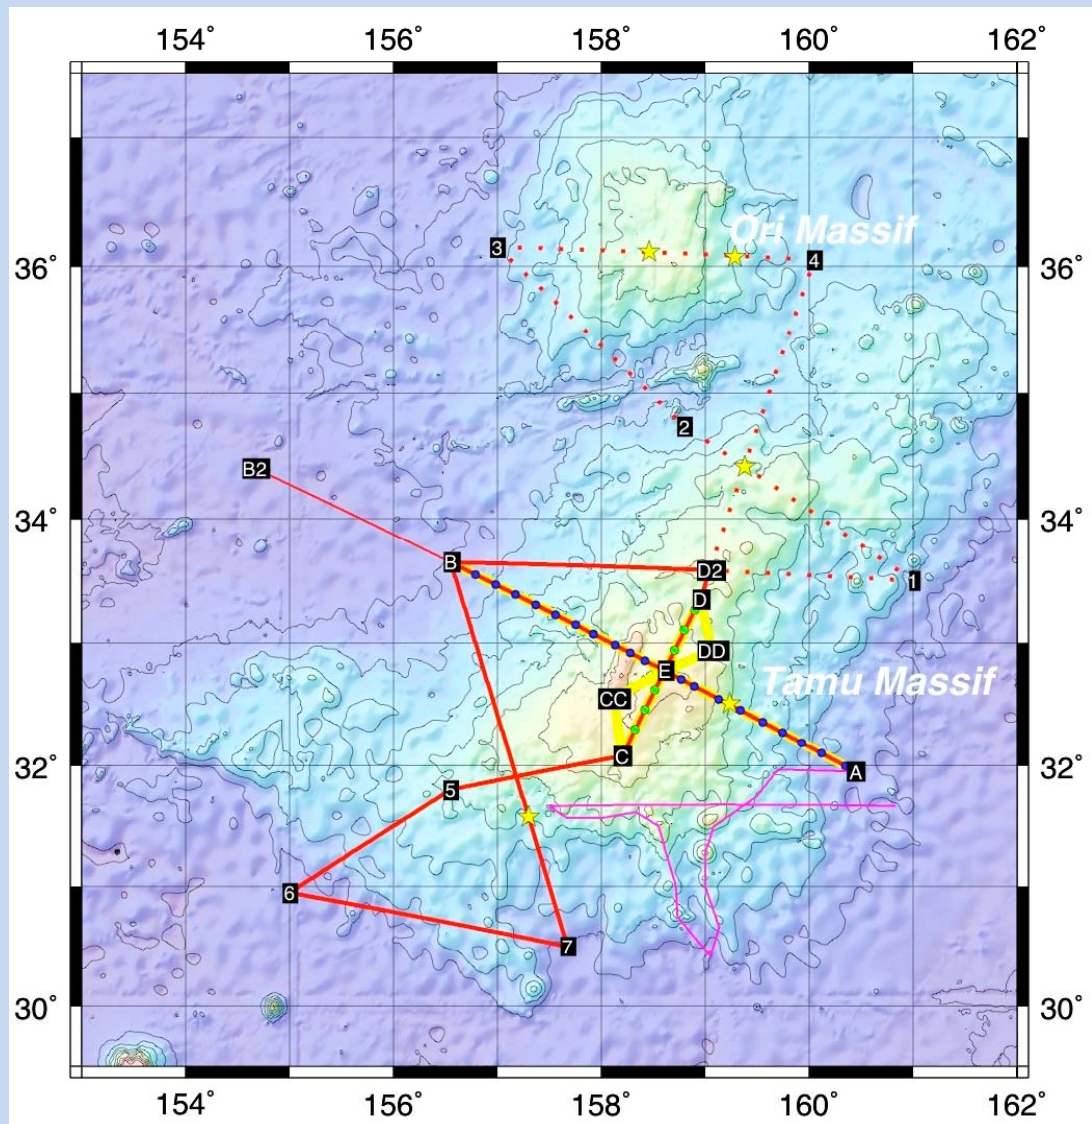 154˚ 156˚ 158˚ 160˚ 162˚
Ori Massif
3
4
36˚ 36˚
2
B2
34˚ 34˚
B
D2
1
D
DD
E
Tamu Massif
CC
C
A
32˚ 32˚
5
6
7
30˚ 30˚
154˚ 156˚ 158˚ 160˚ 162˚